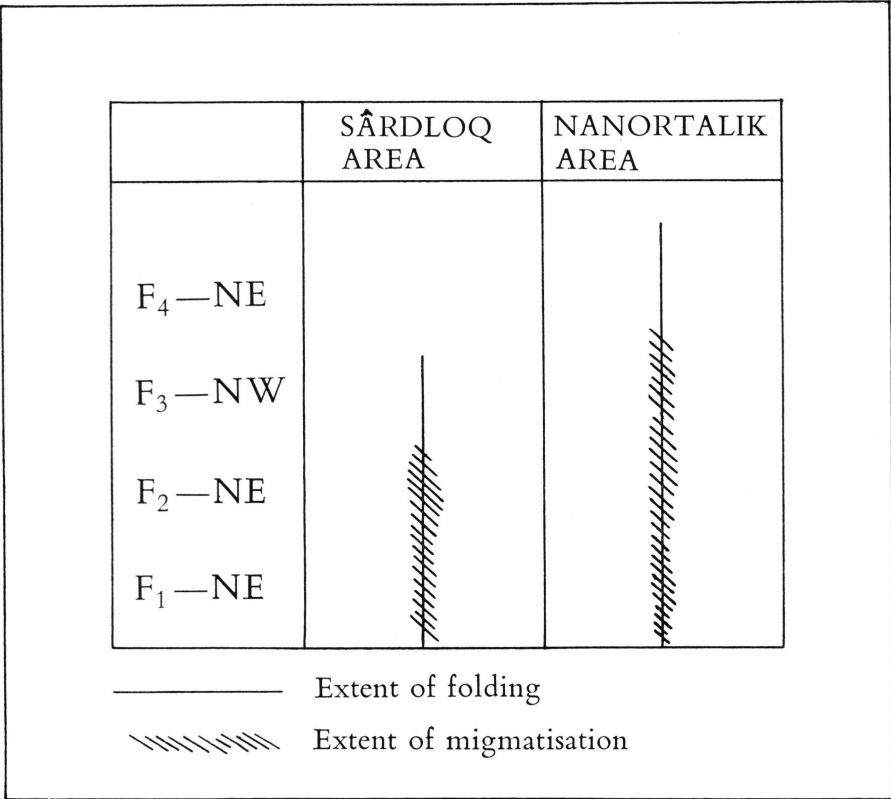 SÂRDLOQ
AREA
NANORTALIK
AREA
F₄—NE
F₃—NW
F₂—NE
F₁—NE
Extent of folding
Extent of migmatisation